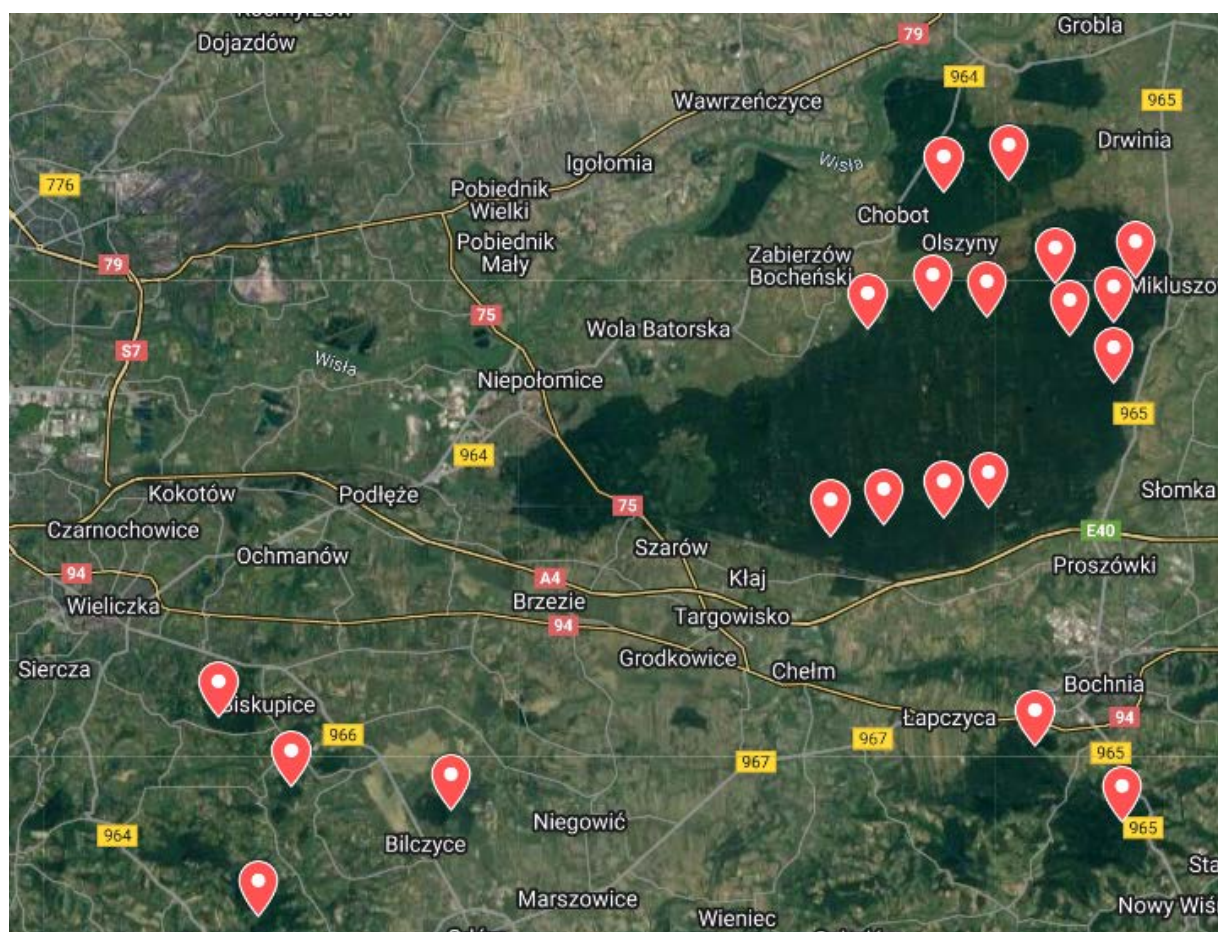 Dojazdów
79
Grobla
964
965
Wawrzeńczyce
Drwinia
Igołomia
Wisła
776
Pobiednik
Wielki
Chobot
Pobiednik
Mały
Olszyny
Zabierzów
Bocheński
79
Mikluszo
75
Wola Batorska
S7
Wisła
Niepołomice
965
964
Kokotów
Podłęże
Słomka
75
Czarnochowice
E40
Ochmanów
Szarów
Proszówki
94
A4
Kłaj
Wieliczka
Brzezie
94
Targowisko
Siercza
Grodkowice
Chełm
Bochnia
Biskupice
Łapczyca
94
966
967
965
967
964
Niegowić
965
Bilczyce
Sta
Marszowice
Wieniec
Nowy Wiś